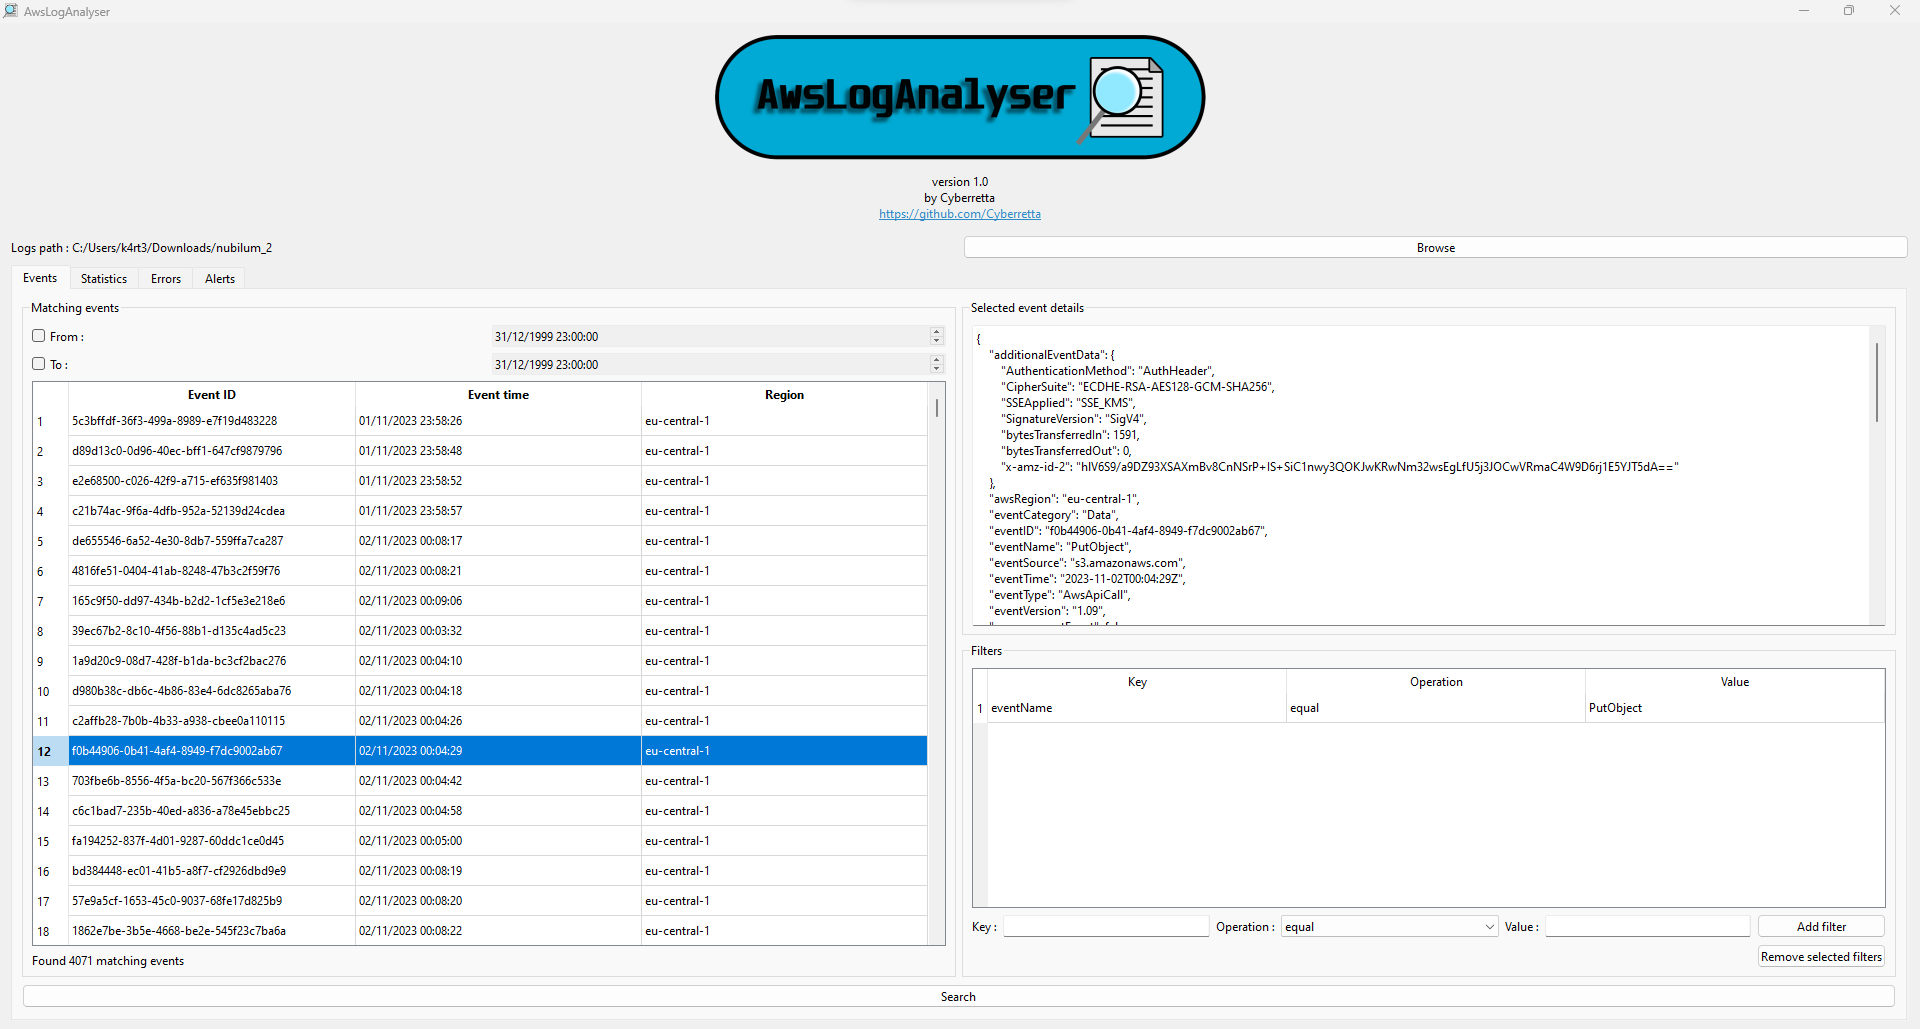 AwsLogAnalyser
AwsLogAnalyser
version 1.0
by Cyberretta
https://github.com/Cyberretta
Logs path : C:/Users/k4rt3/Downloads/nubilum_2
Browse
Events Statistics Errors Alerts
Matching events
From : 31/12/1999 23:00:00
To : 31/12/1999 23:00:00
Event ID Event time Region
1 5c3bffdf-36f3-499a-8989-e7f19d483228 01/11/2023 23:58:26 eu-central-1
2 d89d13c0-0d96-40ec-bff1-647cf9879796 01/11/2023 23:58:48 eu-central-1
3 e2e68500-c026-42f9-a715-ef635f981403 01/11/2023 23:58:52 eu-central-1
4 c21b74ac-9f6a-4dfb-952a-52139d24cdea 01/11/2023 23:58:57 eu-central-1
5 de655546-6a52-4e30-8db7-559ffa7ca287 02/11/2023 00:08:17 eu-central-1
6 4816fe51-0404-41ab-8248-47b3c2f59f76 02/11/2023 00:08:21 eu-central-1
7 165c9f50-dd97-434b-b2d2-1cf5e3e218e6 02/11/2023 00:09:06 eu-central-1
8 39ec67b2-8c10-4f56-88b1-d135c4ad5c23 02/11/2023 00:03:32 eu-central-1
9 1a9d20c9-08d7-428f-b1da-bc3cf2bac276 02/11/2023 00:04:10 eu-central-1
10 d980b38c-db6c-4b86-83e4-6dc8265aba76 02/11/2023 00:04:18 eu-central-1
11 c2affb28-7b0b-4b33-a938-cbee0a110115 02/11/2023 00:04:26 eu-central-1
12 f0b44906-0b41-4af4-8949-f7dc9002ab67 02/11/2023 00:04:29 eu-central-1
13 703fbe6b-8556-4f5a-bc20-567f366c533e 02/11/2023 00:04:42 eu-central-1
14 c6c1bad7-235b-40ed-a836-a78e45ebbc25 02/11/2023 00:04:58 eu-central-1
15 fa194252-837f-4d01-9287-60ddc1ce0d45 02/11/2023 00:05:00 eu-central-1
16 bd384448-ec01-41b5-a8f7-cf2926dbd9e9 02/11/2023 00:08:19 eu-central-1
17 57e9a5cf-1653-45c0-9037-68fe17d825b9 02/11/2023 00:08:20 eu-central-1
18 1862e7be-3b5e-4668-be2e-545f23c7ba6a 02/11/2023 00:08:22 eu-central-1
Found 4071 matching events
Selected event details
{
"additionalEventData": {
"AuthenticationMethod": "AuthHeader",
"CipherSuite": "ECDHE-RSA-AES128-GCM-SHA256",
"SSEApplied": "SSE_KMS",
"SignatureVersion": "SigV4",
"bytesTransferredIn": 1591,
"bytesTransferredOut": 0,
"x-amz-id-2": "hIV6S9/a9DZ93XSAXmBv8CnNSrP+IS+SiC1nwy3QOKJwKRwNm32wsEgLfU5j3JOCwVRmaC4W9D6rj1E5YJT5dA=="
},
"awsRegion": "eu-central-1",
"eventCategory": "Data",
"eventID": "f0b44906-0b41-4af4-8949-f7dc9002ab67",
"eventName": "PutObject",
"eventSource": "s3.amazonaws.com",
"eventTime": "2023-11-02T00:04:29Z",
"eventType": "AwsApiCall",
"eventVersion": "1.09",
Filters
Key Operation Value
1 eventName equal PutObject
Key : Operation : equal Value : Add filter
Remove selected filters
Search